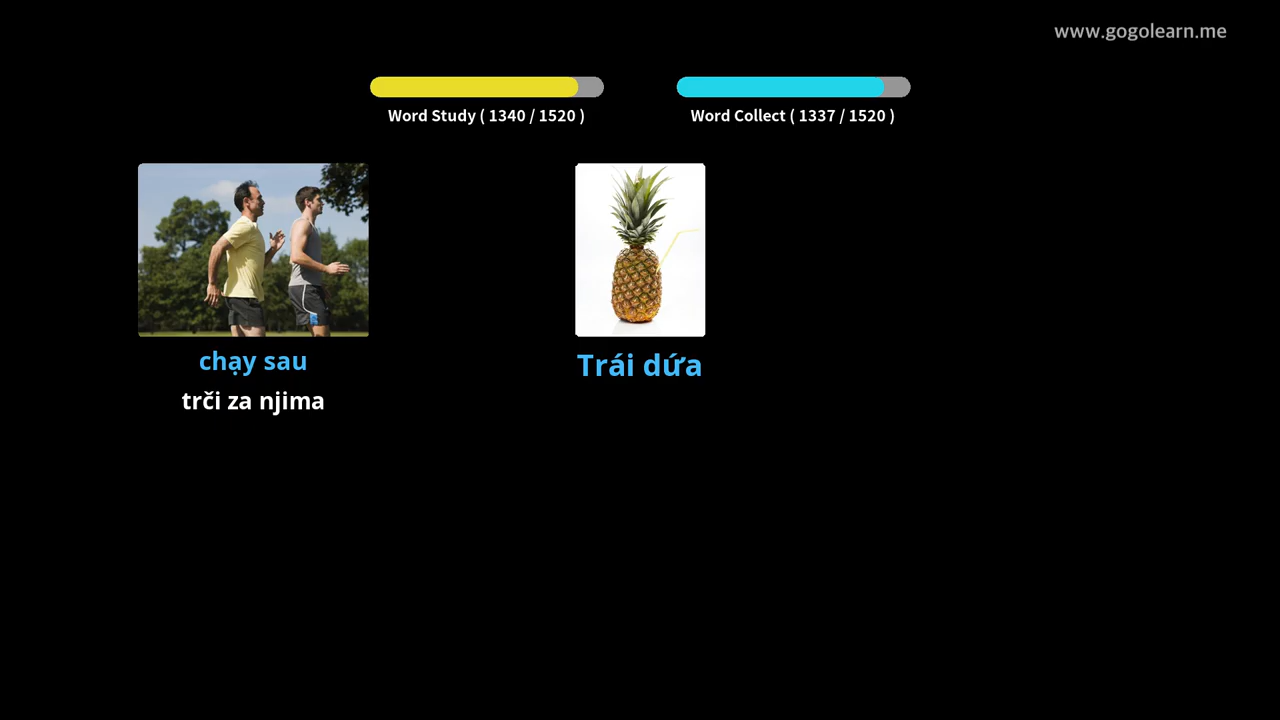 www.gogolearn.me
Word Study ( 1340 / 1520 )
Word Collect ( 1337 / 1520 )
chạy sau
trči za njima
Trái dứa